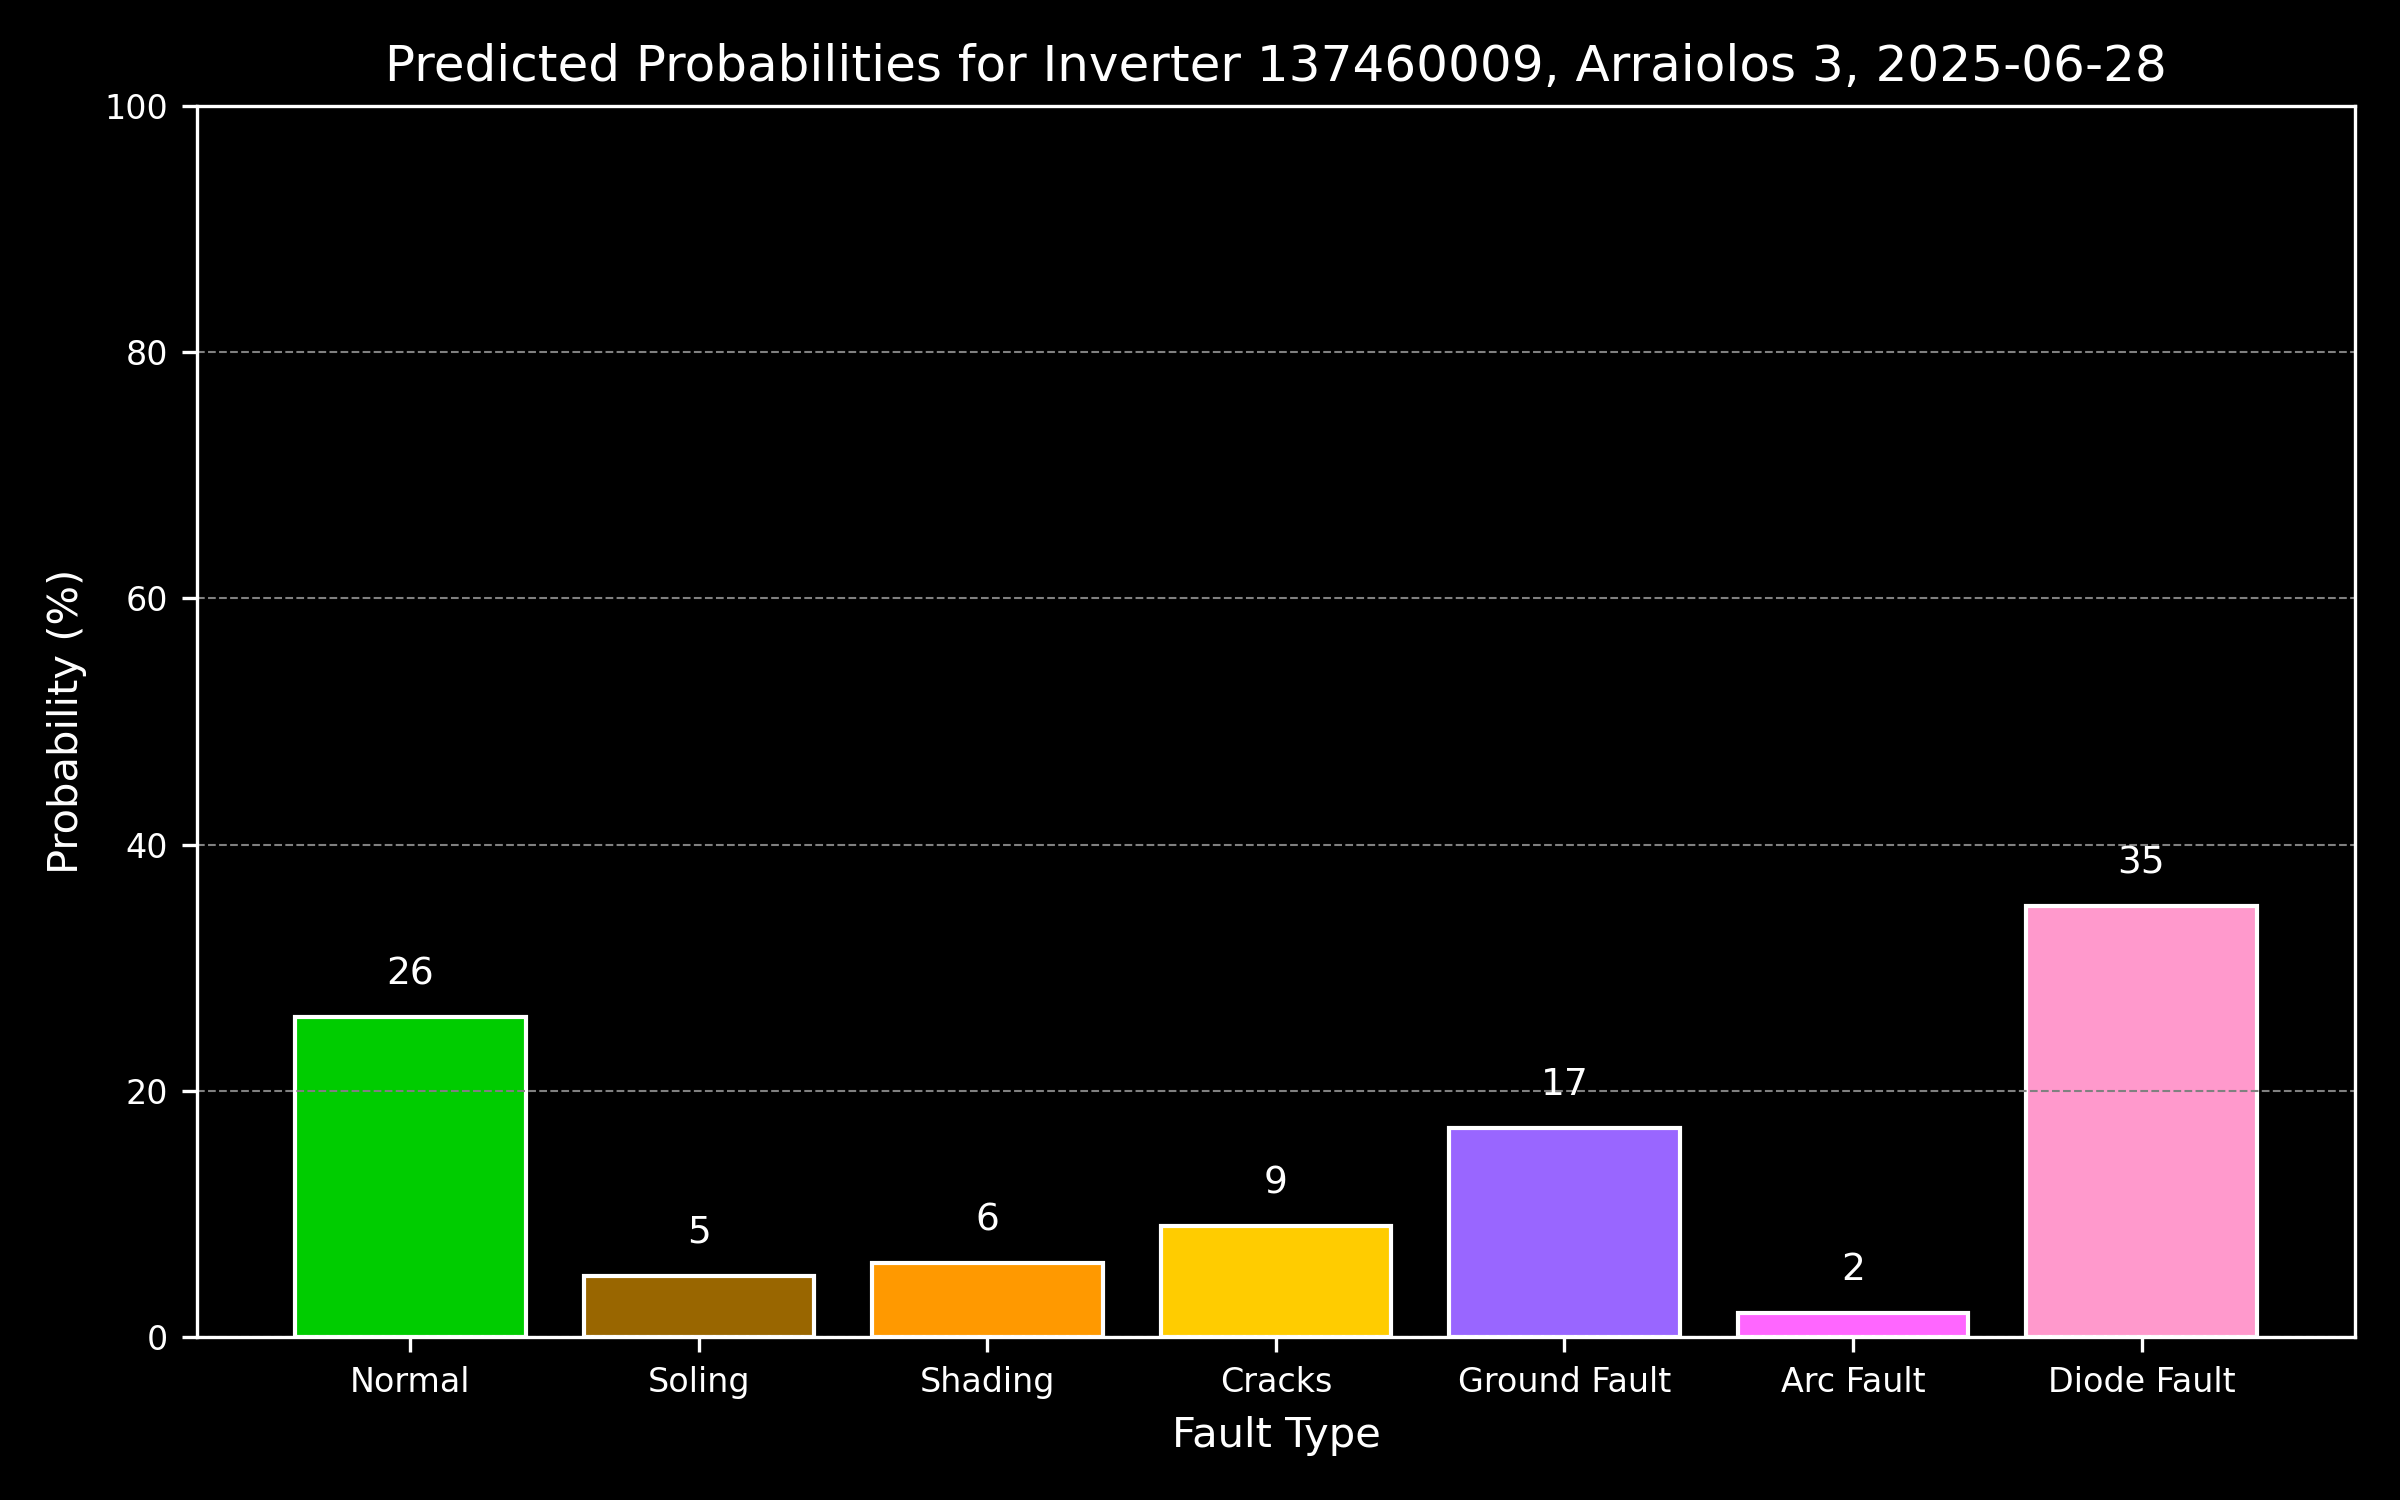 Predicted Probabilities for Inverter 137460009, Arraiolos 3, 2025-06-28
Probability (%)
100
80
60
40
20
0
26
5
6
9
17
2
35
Normal
Soling
Shading
Cracks
Ground Fault
Arc Fault
Diode Fault
Fault Type